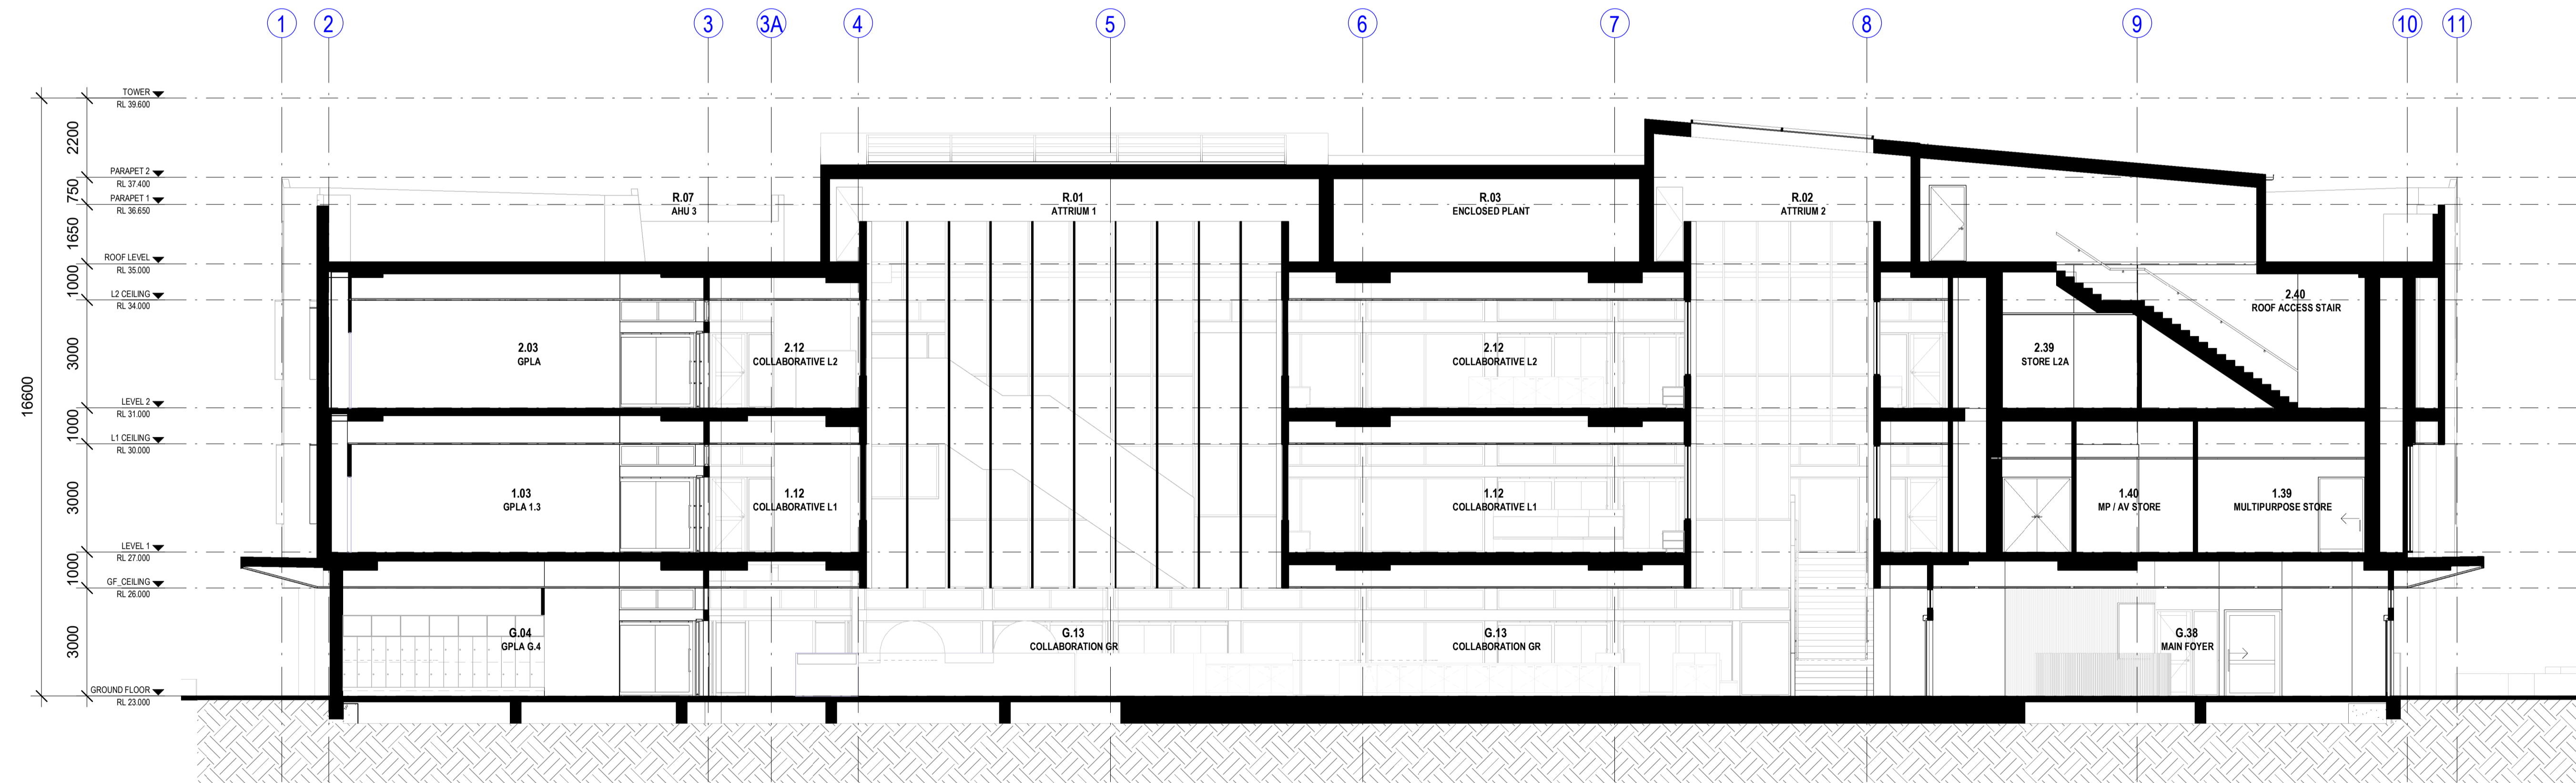 1 2 3 3A 4 5 6 7 8 9 10 11
TOWER
RL 39.600
2200
PARAPET 2
RL 37.400
750
PARAPET 1
RL 36.650
1650
ROOF LEVEL
RL 35.000
1000
L2 CEILING
RL 34.000
3000
LEVEL 2
RL 31.000
1000
L1 CEILING
RL 30.000
3000
LEVEL 1
RL 27.000
1000
GF_CEILING
RL 26.000
3000
GROUND FLOOR
RL 23.000
16600
R.07
AHU 3
R.01
ATTRIUM 1
R.03
ENCLOSED PLANT
R.02
ATTRIUM 2
2.03
GPLA
2.12
COLLABORATIVE L2
2.12
COLLABORATIVE L2
2.39
STORE L2A
2.40
ROOF ACCESS STAIR
1.03
GPLA 1.3
1.12
COLLABORATIVE L1
1.12
COLLABORATIVE L1
1.40
MP / AV STORE
1.39
MULTIPURPOSE STORE
G.04
GPLA G.4
G.13
COLLABORATION GR
G.13
COLLABORATION GR
G.38
MAIN FOYER